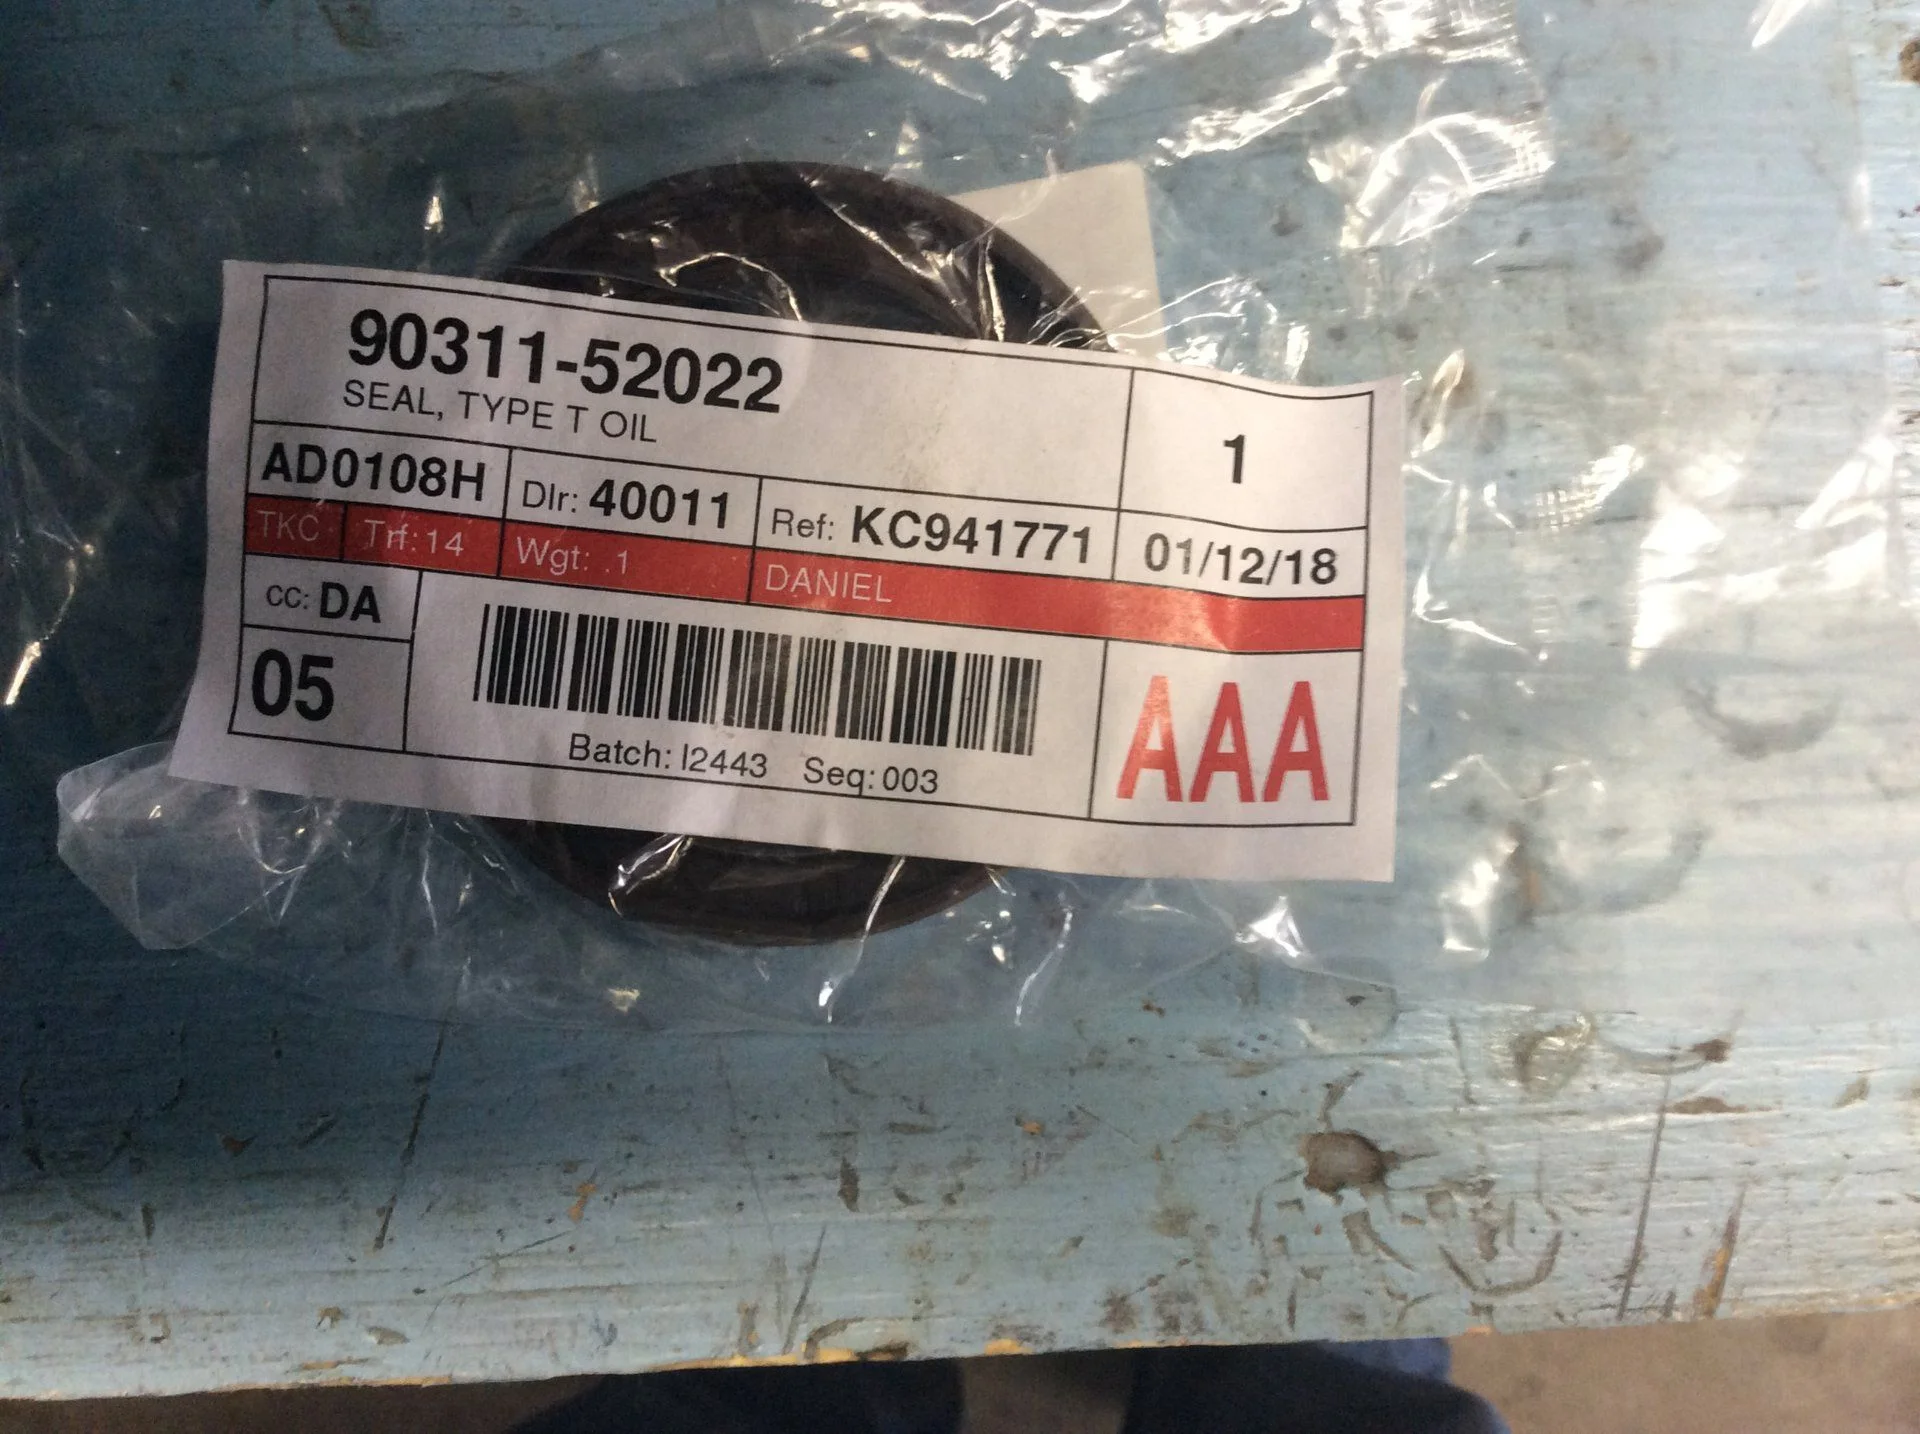 90311-52022
SEAL, TYPE T OIL
1
AD0108H
Dlr: 40011
Ref: KC941771
01/12/18
TKC
Trf: 14
Wgt: .1
DANIEL
cc: DA
05
Batch: I2443 Seq: 003
AAA